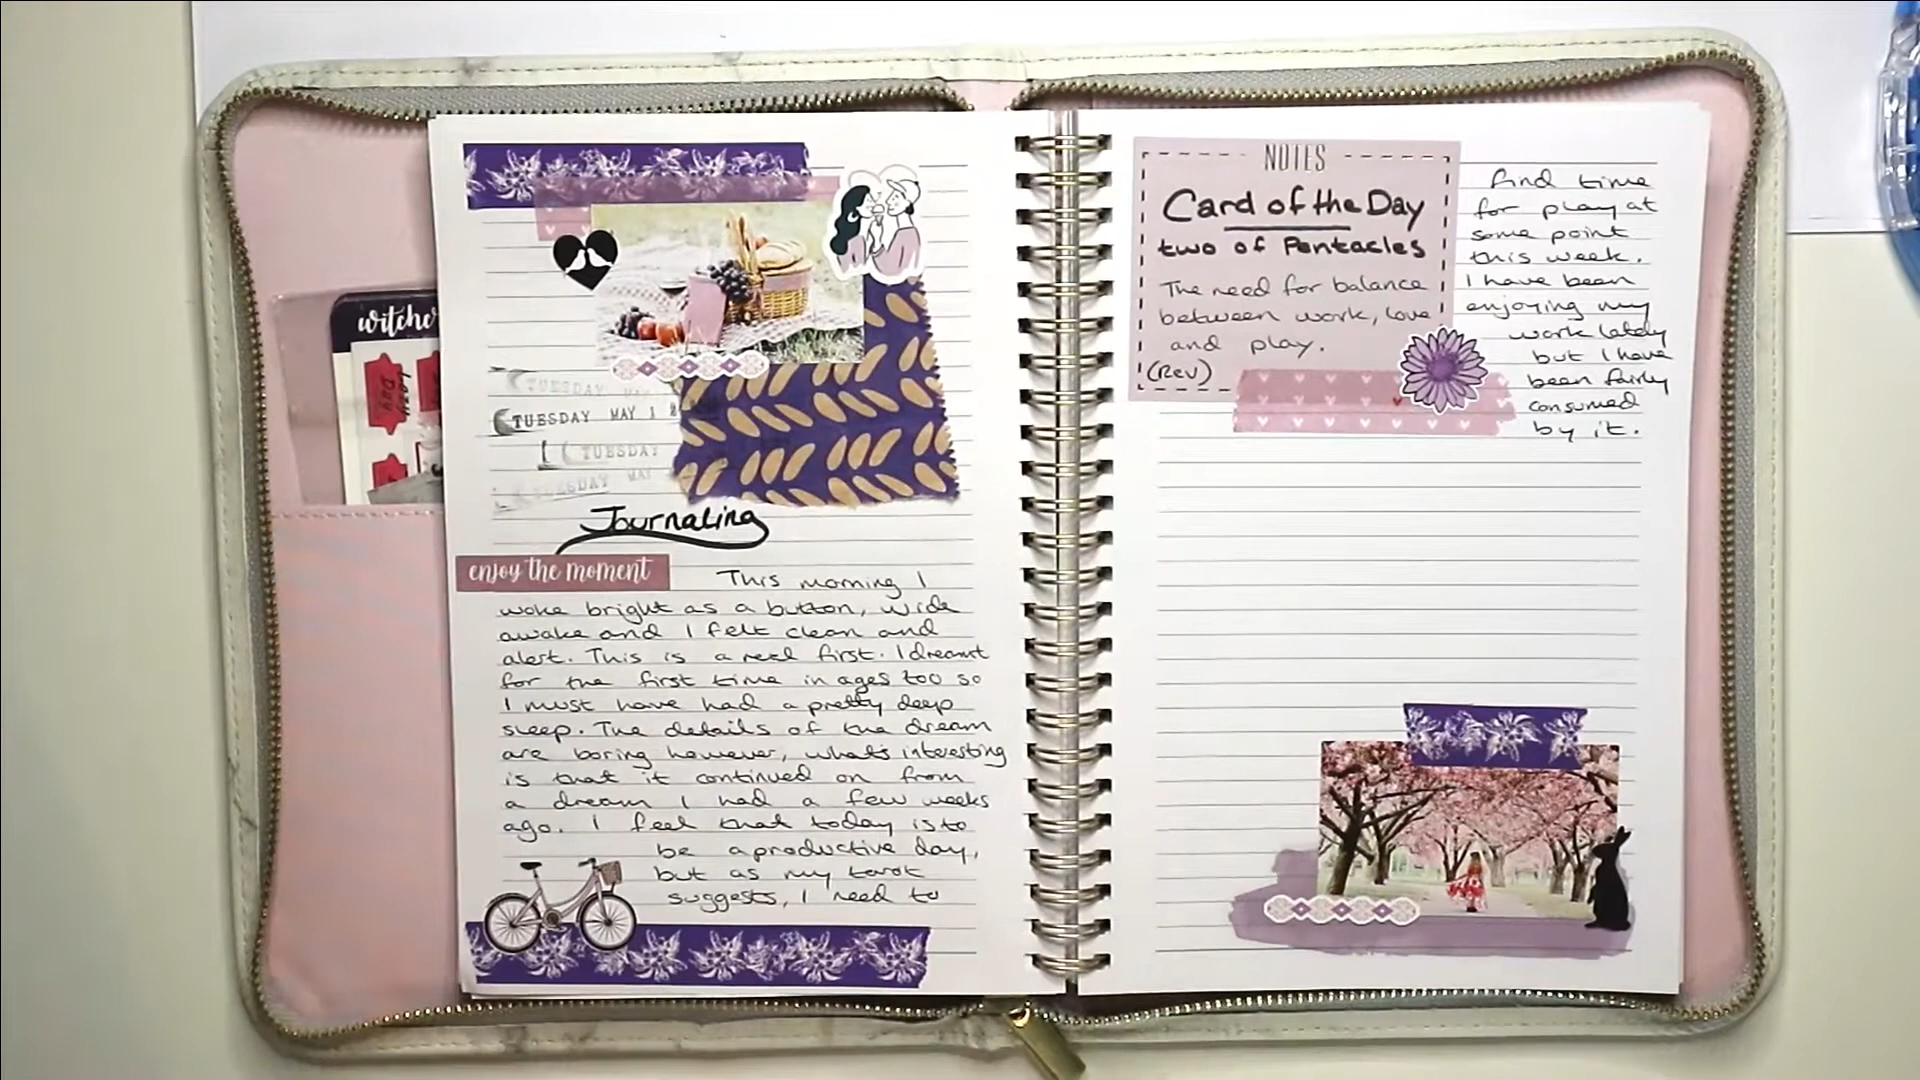 witchc
Lazy
Day
TUESDAY MAY
TUESDAY MAY 1 2
TUESDAY
TUESDAY MAY
Journaling
enjoy the moment
This morning I
woke bright as a button, wide
awake and I felt clean and
alert. This is a real first. I dreamt
for the first time in ages too so
I must have had a pretty deep
sleep. The details of the dream
are boring however, what's interesting
is that it continued on from
a dream I had a few weeks
ago. I feel that today is to
be a productive day,
but as my tarot
suggests, I need to
NOTES
Card of the Day
two of Pentacles
The need for balance
between work, love
and play.
(Rev)
find time
for play at
some point
this week.
I have been
enjoying my
work lately
but I have
been fairly
consumed
by it.